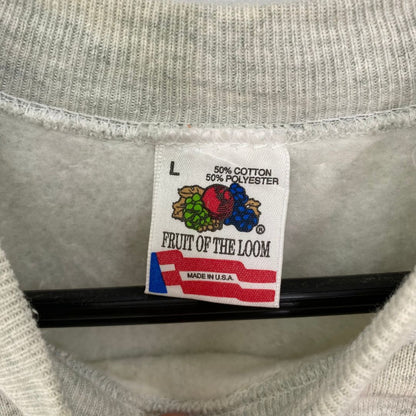 L
50% COTTON
50% POLYESTER
®
FRUIT OF THE LOOM
MADE IN U.S.A.